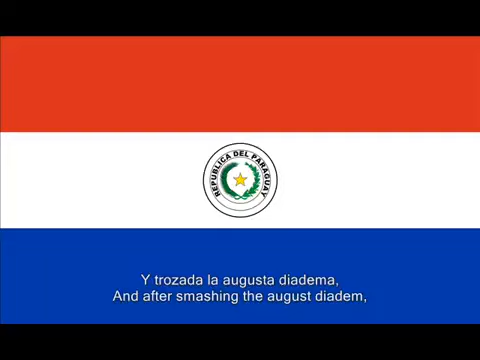 REPUBLICA DEL PARAGUAY
Y trozada la augusta diadema,
And after smashing the august diadem,